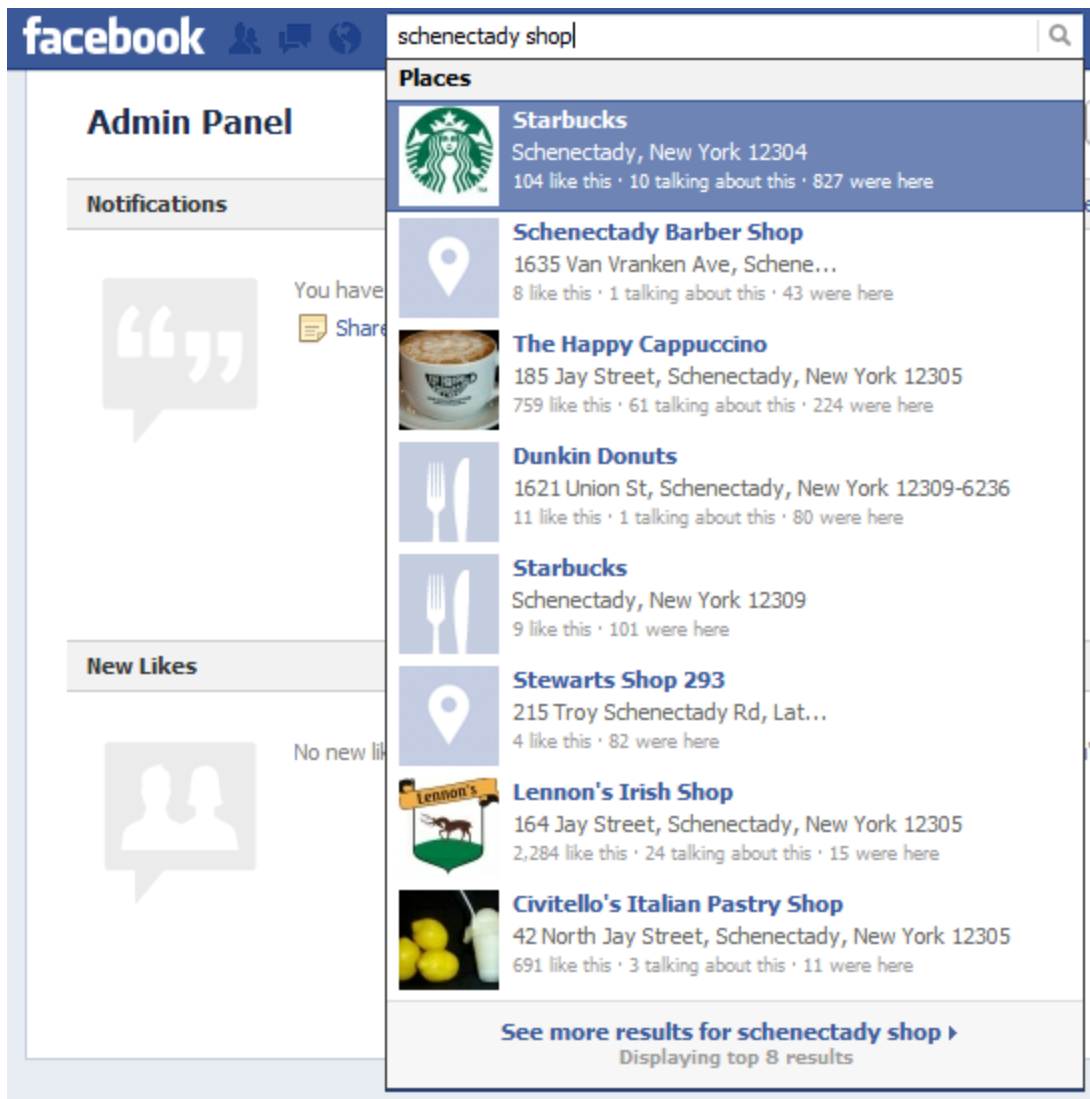 facebook
schenectady shop
Places
Admin Panel
Starbucks
Schenectady, New York 12304
104 like this · 10 talking about this · 827 were here
Notifications
Schenectady Barber Shop
1635 Van Vranken Ave, Schene...
8 like this · 1 talking about this · 43 were here
You have
Share
The Happy Cappuccino
185 Jay Street, Schenectady, New York 12305
759 like this · 61 talking about this · 224 were here
Dunkin Donuts
1621 Union St, Schenectady, New York 12309-6236
11 like this · 1 talking about this · 80 were here
Starbucks
Schenectady, New York 12309
9 like this · 101 were here
New Likes
Stewarts Shop 293
215 Troy Schenectady Rd, Lat...
4 like this · 82 were here
No new lik
Lennon's
Lennon's Irish Shop
164 Jay Street, Schenectady, New York 12305
2,284 like this · 24 talking about this · 15 were here
Civitello's Italian Pastry Shop
42 North Jay Street, Schenectady, New York 12305
691 like this · 3 talking about this · 11 were here
See more results for schenectady shop
Displaying top 8 results